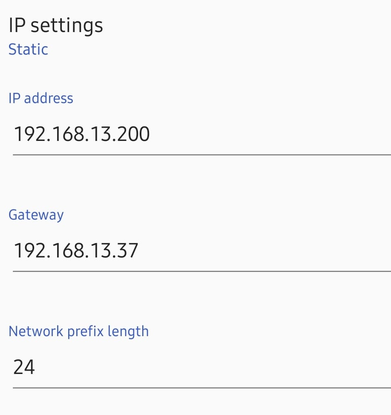 IP settings
Static
IP address
192.168.13.200
Gateway
192.168.13.37
Network prefix length
24